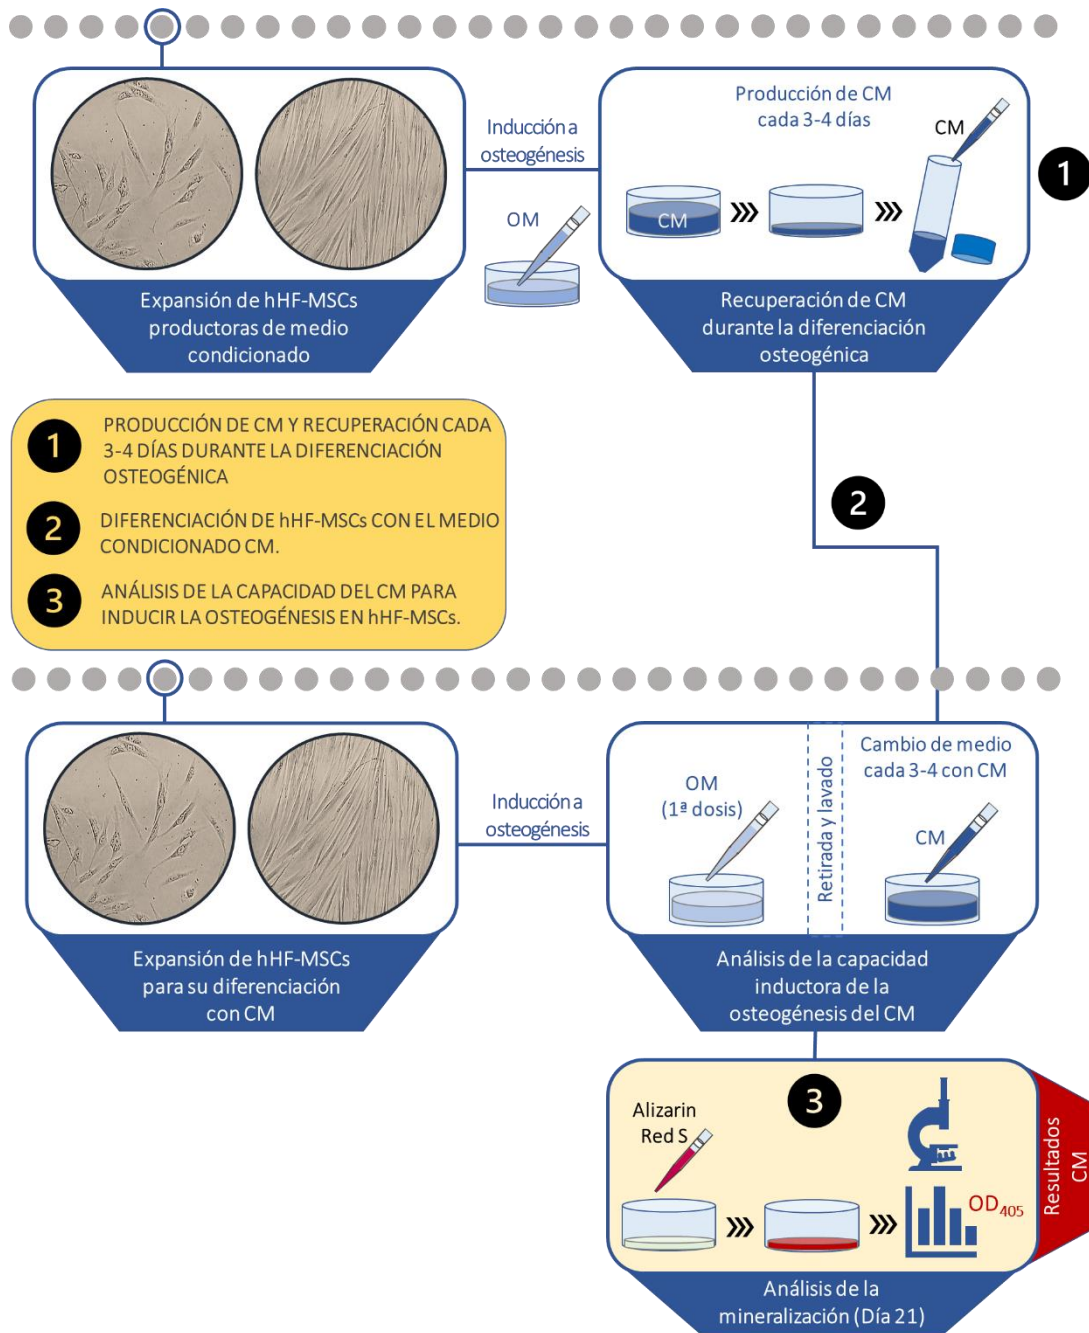 Inducción a
osteogénesis
OM
Producción de CM
cada 3-4 días
CM
CM
1
Expansión de hHF-MSCs
productoras de medio
condicionado
Recuperación de CM
durante la diferenciación
osteogénica
1
PRODUCCIÓN DE CM Y RECUPERACIÓN CADA
3-4 DÍAS DURANTE LA DIFERENCIACIÓN
OSTEOGÉNICA
2
DIFERENCIACIÓN DE hHF-MSCs CON EL MEDIO
CONDICIONADO CM.
3
ANÁLISIS DE LA CAPACIDAD DEL CM PARA
INDUCIR LA OSTEOGÉNESIS EN hHF-MSCs.
2
Inducción a
osteogénesis
OM
(1ª dosis)
Retirada y lavado
Cambio de medio
cada 3-4 con CM
CM
Expansión de hHF-MSCs
para su diferenciación
con CM
Análisis de la capacidad
inductora de la
osteogénesis del CM
3
Alizarin
Red S
OD405
Resultados
CM
Análisis de la
mineralización (Día 21)